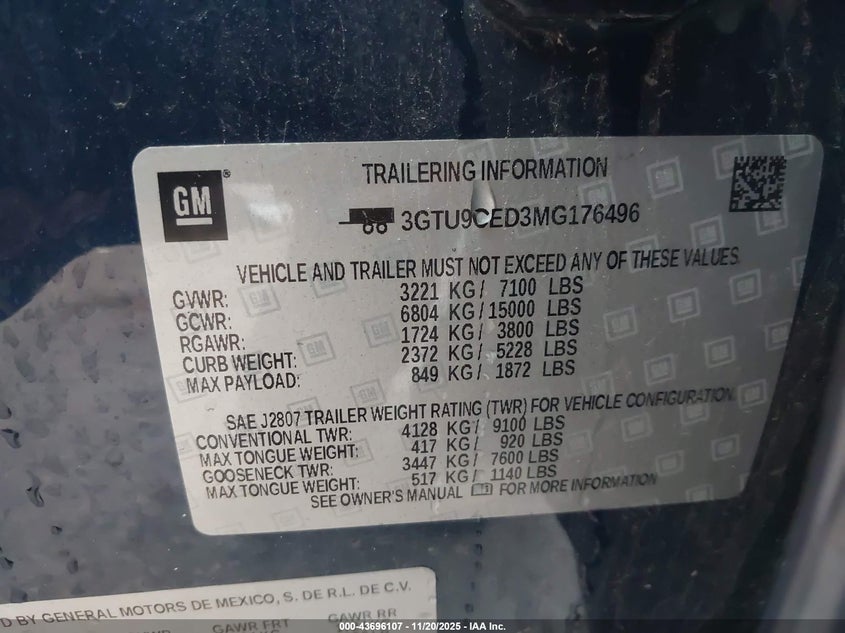 GM ®
TRAILERING INFORMATION
3GTU9CED3MG176496
VEHICLE AND TRAILER MUST NOT EXCEED ANY OF THESE VALUES
GVWR: 3221 KG/ 7100 LBS
GCWR: 6804 KG/15000 LBS
RGAWR: 1724 KG/ 3800 LBS
CURB WEIGHT: 2372 KG/ 5228 LBS
MAX PAYLOAD: 849 KG/ 1872 LBS
SAE J2807 TRAILER WEIGHT RATING (TWR) FOR VEHICLE CONFIGURATION
CONVENTIONAL TWR: 4128 KG/ 9100 LBS
MAX TONGUE WEIGHT: 417 KG/ 920 LBS
GOOSENECK TWR: 3447 KG/ 7600 LBS
MAX TONGUE WEIGHT: 517 KG/ 1140 LBS
SEE OWNER'S MANUAL FOR MORE INFORMATION
D BY GENERAL MOTORS DE MEXICO, S. DE R.L. DE C.V.
GAWR FRT GAWR RR
000-43696107 - 11/20/2025 - IAA Inc.